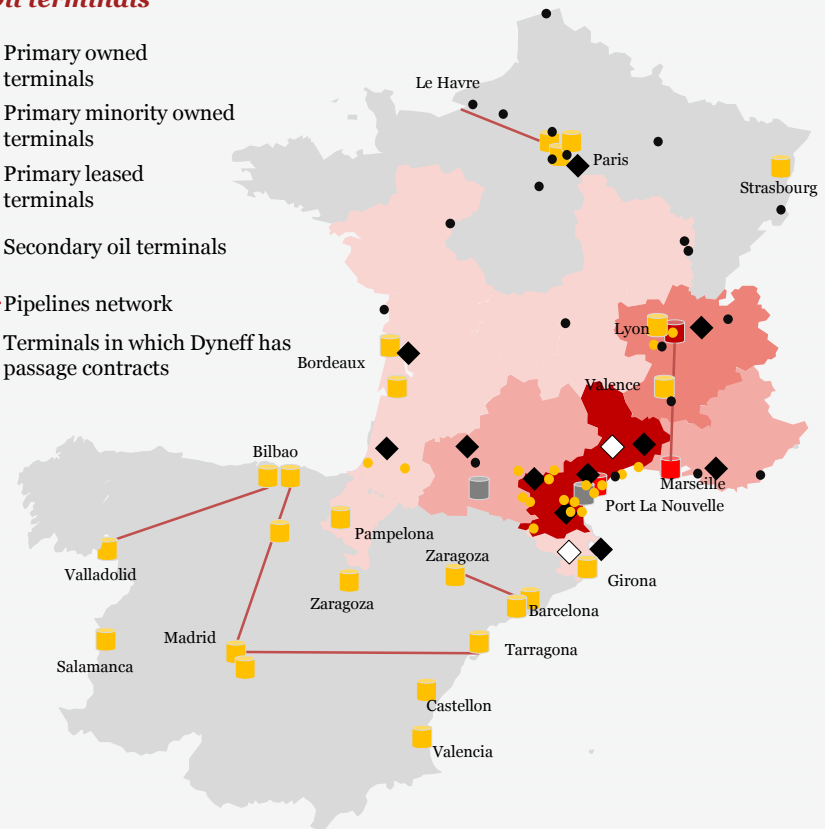 oil terminals
Primary owned
terminals
Primary minority owned
terminals
Primary leased
terminals
Secondary oil terminals
Pipelines network
Terminals in which Dyneff has
passage contracts
Le Havre
Paris
Strasbourg
Lyon
Bordeaux
Valence
Bilbao
Marseille
Port La Nouvelle
Pampelona
Zaragoza
Valladolid
Girona
Zaragoza
Barcelona
Madrid
Tarragona
Salamanca
Castellon
Valencia